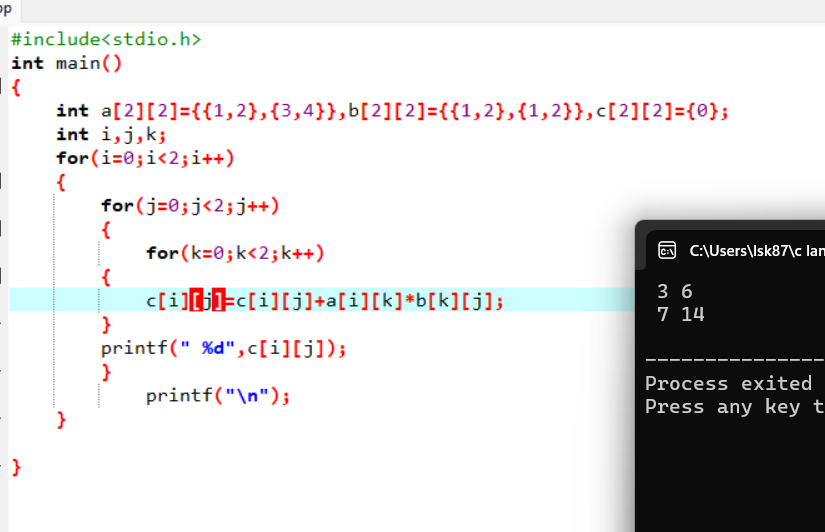 pp
#include<stdio.h>
int main()
{
int a[2][2]={{1,2},{3,4}},b[2][2]={{1,2},{1,2}},c[2][2]={0};
int i,j,k;
for(i=0;i<2;i++)
{
for(j=0;j<2;j++)
{
for(k=0;k<2;k++)
{
c[i][j]=c[i][j]+a[i][k]*b[k][j];
}
printf(" %d",c[i][j]);
}
printf("\n");
}
}
C:\Users\lsk87\c lan
3 6
7 14
---------------
Process exited
Press any key t